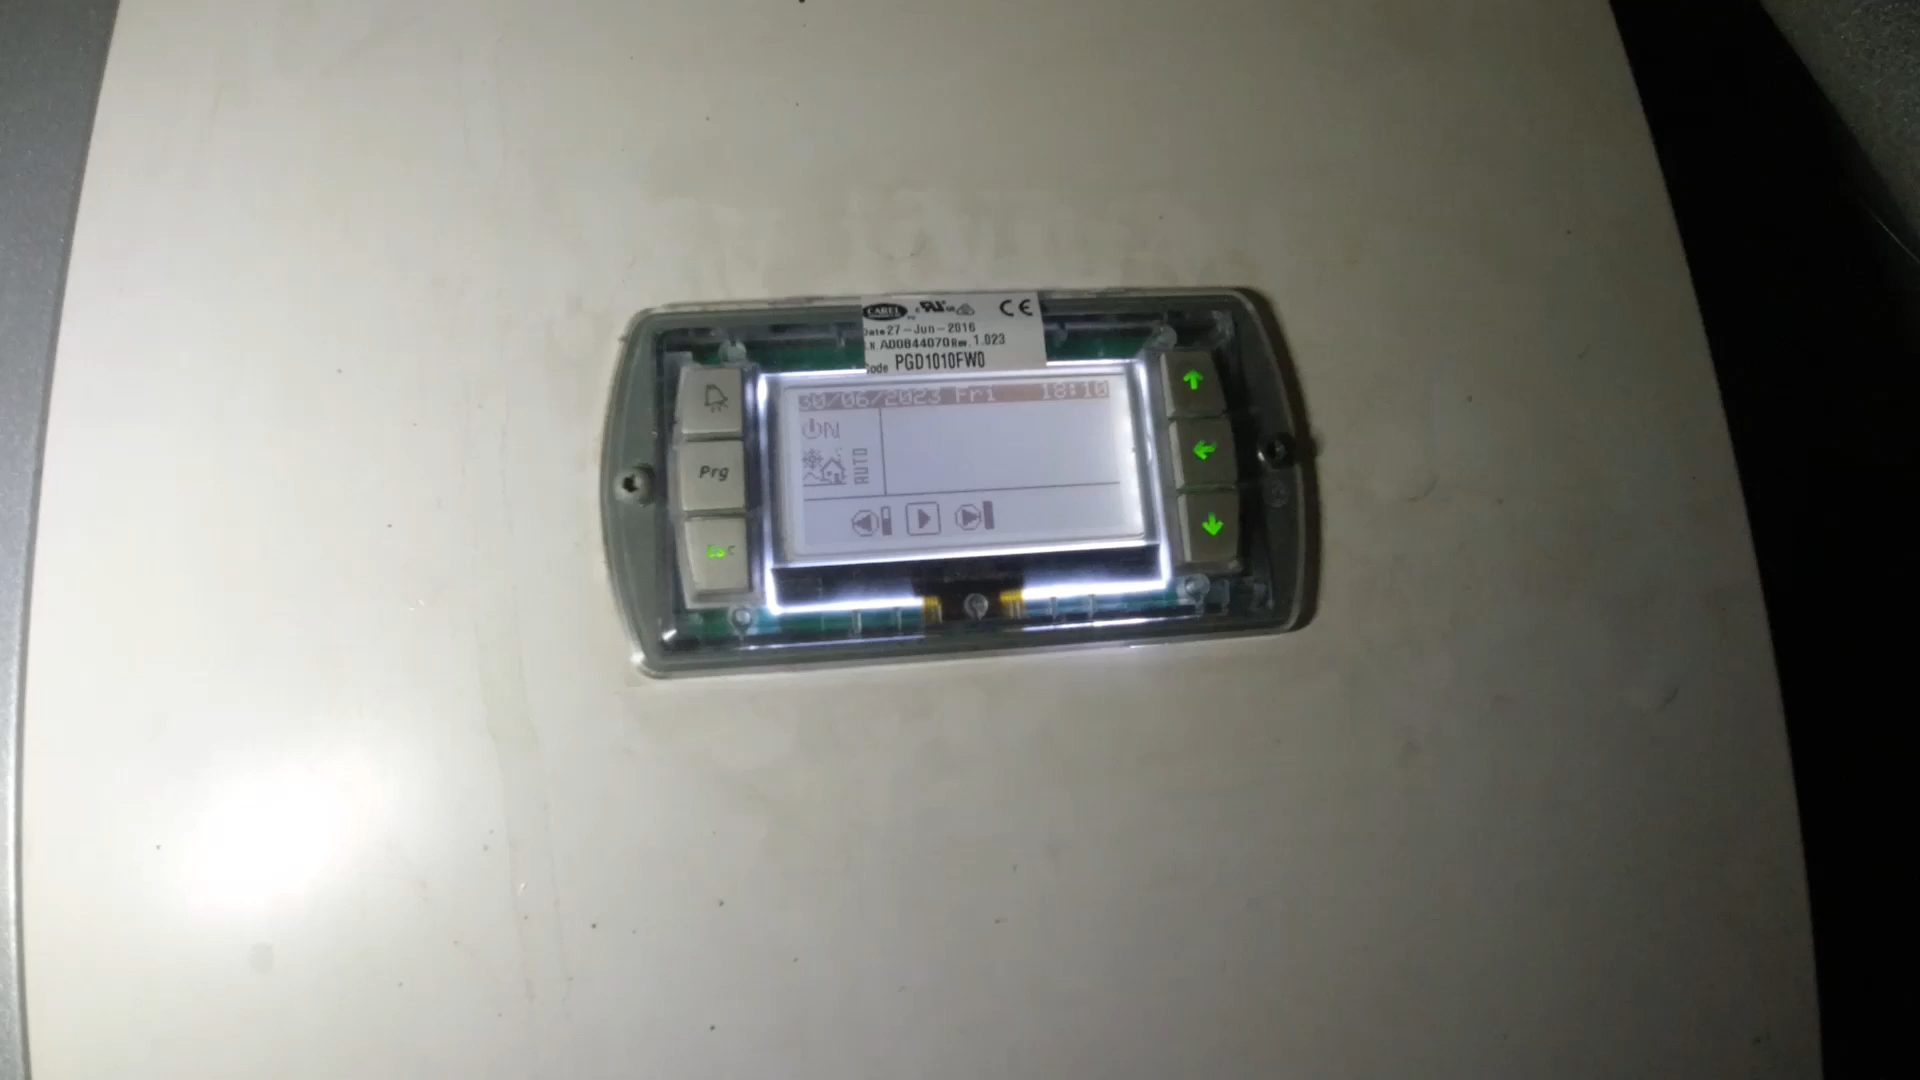 CAREL CE
Date 27-Jun-2016
S.N. AD0844070 Rev. 1.023
Code PGD1010FW0
30/06/2023 Fri 18:10
ON
AUTO
Prg
Esc